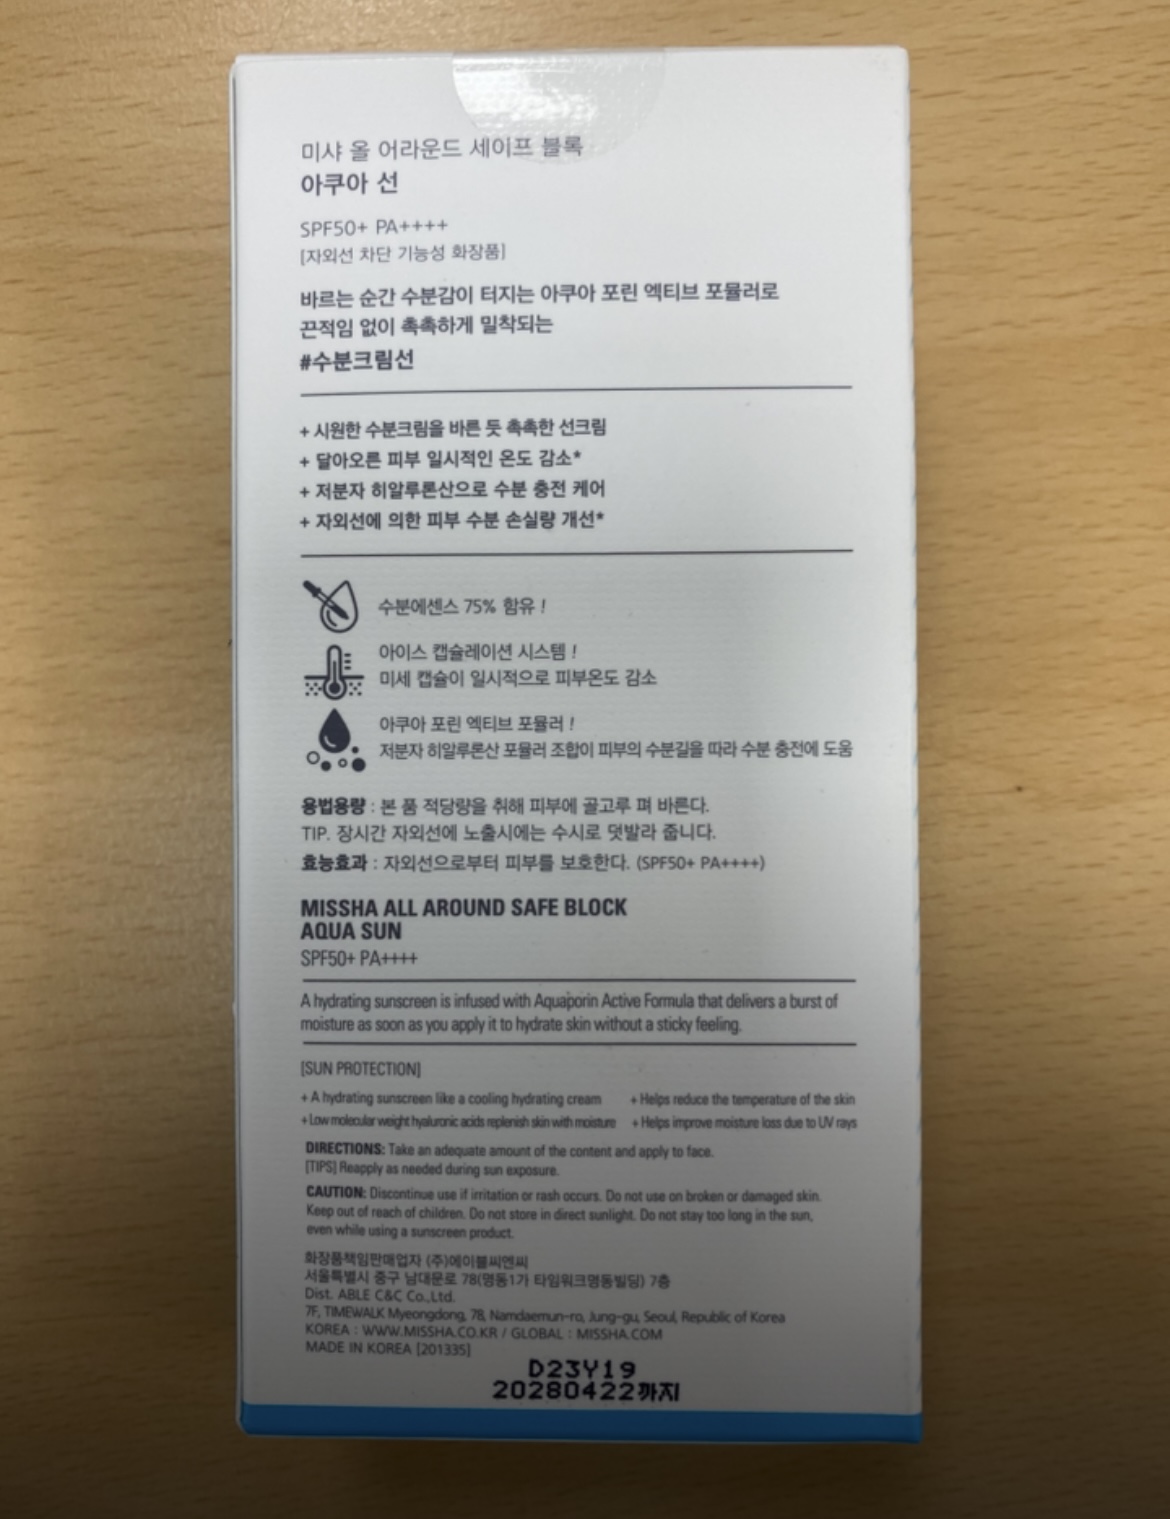 미샤 올 어라운드 세이프 블록
아쿠아 선
SPF50+ PA++++
[자외선 차단 기능성 화장품]
바르는 순간 수분감이 터지는 아쿠아 포린 엑티브 포뮬러로
끈적임 없이 촉촉하게 밀착되는
#수분크림선
+ 시원한 수분크림을 바른 듯 촉촉한 선크림
+ 달아오른 피부 일시적인 온도 감소*
+ 저분자 히알루론산으로 수분 충전 케어
+ 자외선에 의한 피부 수분 손실량 개선*
수분에센스 75% 함유 !
아이스 캡슐레이션 시스템 !
미세 캡슐이 일시적으로 피부온도 감소
아쿠아 포린 엑티브 포뮬러 !
저분자 히알루론산 포뮬러 조합이 피부의 수분길을 따라 수분 충전에 도움
용법용량 : 본 품 적당량을 취해 피부에 골고루 펴 바른다.
TIP. 장시간 자외선에 노출시에는 수시로 덧발라 줍니다.
효능효과 : 자외선으로부터 피부를 보호한다. (SPF50+ PA++++)
MISSHA ALL AROUND SAFE BLOCK
AQUA SUN
SPF50+ PA++++
A hydrating sunscreen is infused with Aquaporin Active Formula that delivers a burst of
moisture as soon as you apply it to hydrate skin without a sticky feeling.
[SUN PROTECTION]
+ A hydrating sunscreen like a cooling hydrating cream + Helps reduce the temperature of the skin
+ Low molecular weight hyaluronic acids replenish skin with moisture + Helps improve moisture loss due to UV rays
DIRECTIONS: Take an adequate amount of the content and apply to face.
[TIPS] Reapply as needed during sun exposure.
CAUTION: Discontinue use if irritation or rash occurs. Do not use on broken or damaged skin.
Keep out of reach of children. Do not store in direct sunlight. Do not stay too long in the sun,
even while using a sunscreen product.
화장품책임판매업자 (주)에이블씨엔씨
서울특별시 중구 남대문로 78(명동1가 타임워크명동빌딩) 7층
Dist. ABLE C&C Co.,Ltd.
7F, TIMEWALK Myeongdong, 78, Namdaemun-ro, Jung-gu, Seoul, Republic of Korea
KOREA : WWW.MISSHA.CO.KR / GLOBAL : MISSHA.COM
MADE IN KOREA [201335]
D23Y19
20280422까지